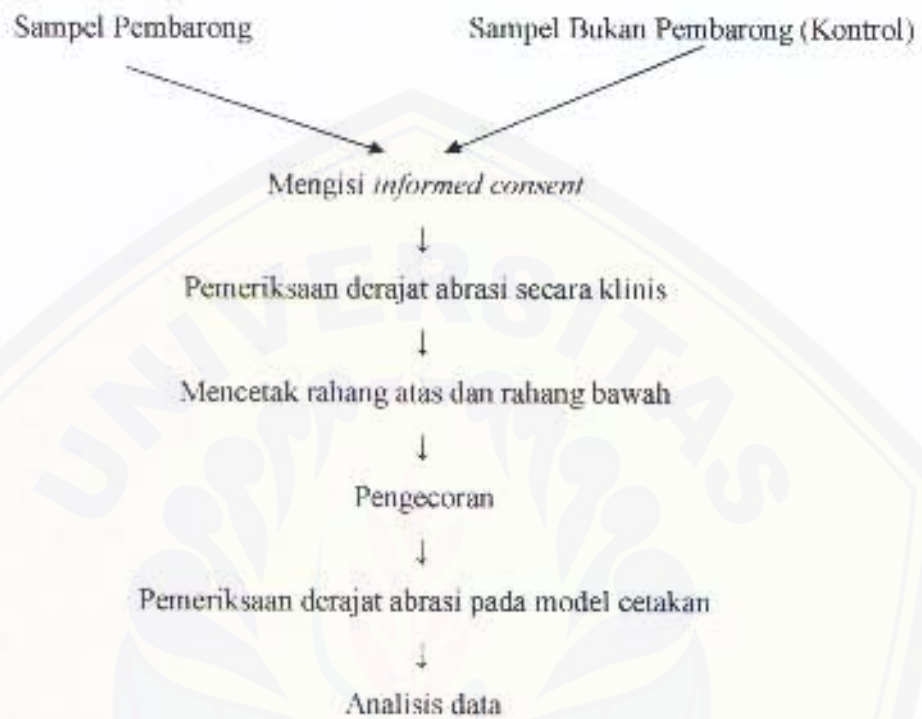 Sampel Pembarong
Sampel Bukan Pembarong (Kontrol)
Mengisi informed consent
↓
Pemeriksaan derajat abrasi secara klinis
↓
Mencetak rahang atas dan rahang bawah
↓
Pengecoran
↓
Pemeriksaan derajat abrasi pada model cetakan
↓
Analisis data
UNIVERSITAS